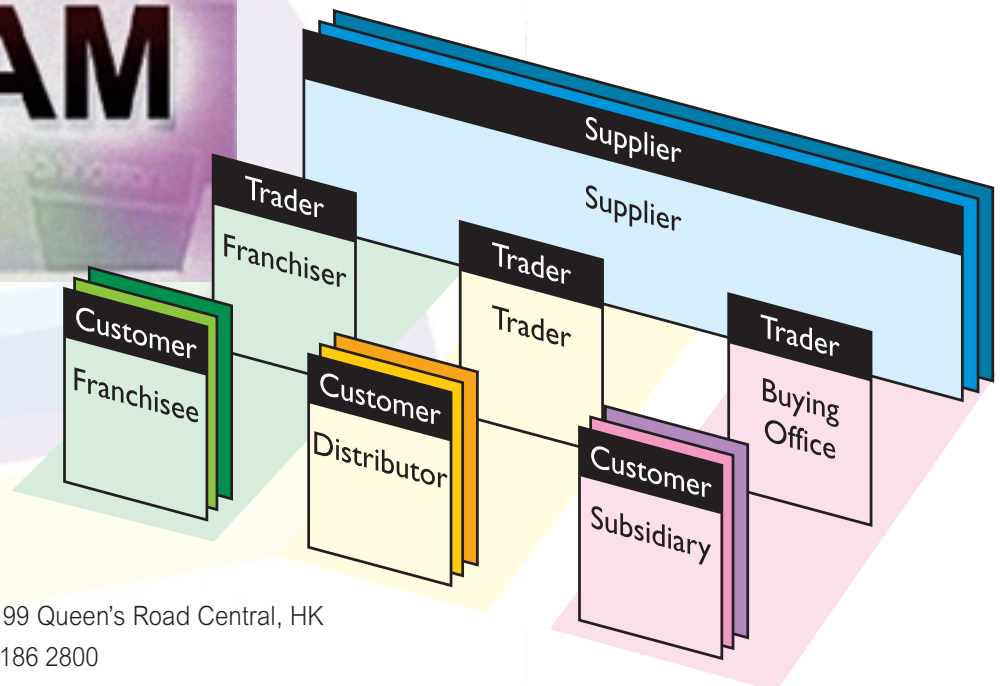 AM
Supplier
Supplier
Trader
Franchiser
Trader
Trader
Trader
Buying
Office
Customer
Franchisee
Customer
Distributor
Customer
Subsidiary
99 Queen's Road Central, HK
186 2800